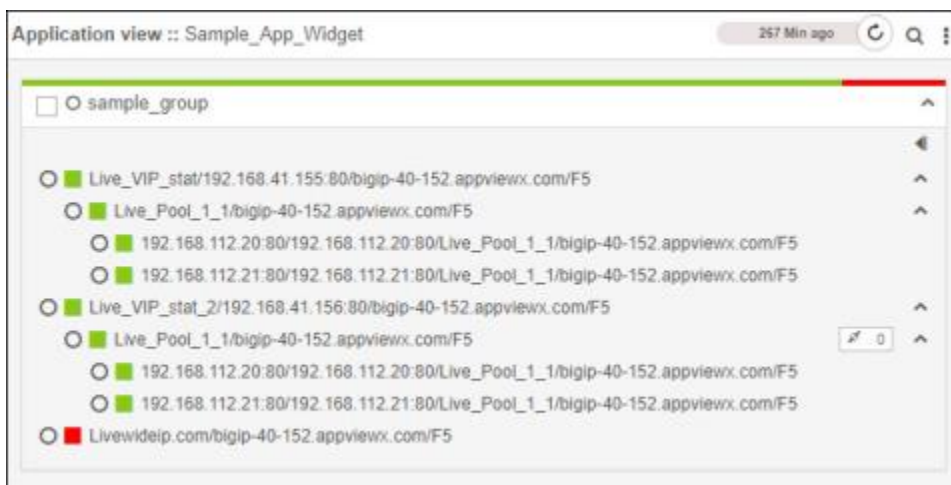 Application view :: Sample_App_Widget
267 Min ago
sample_group
Live_VIP_stat/192.168.41.155:80/bigip-40-152.appviewx.com/F5
Live_Pool_1_1/bigip-40-152.appviewx.com/F5
192.168.112.20:80/192.168.112.20:80/Live_Pool_1_1/bigip-40-152.appviewx.com/F5
192.168.112.21:80/192.168.112.21:80/Live_Pool_1_1/bigip-40-152.appviewx.com/F5
Live_VIP_stat_2/192.168.41.156:80/bigip-40-152.appviewx.com/F5
Live_Pool_1_1/bigip-40-152.appviewx.com/F5 0
192.168.112.20:80/192.168.112.20:80/Live_Pool_1_1/bigip-40-152.appviewx.com/F5
192.168.112.21:80/192.168.112.21:80/Live_Pool_1_1/bigip-40-152.appviewx.com/F5
Livewideip.com/bigip-40-152.appviewx.com/F5